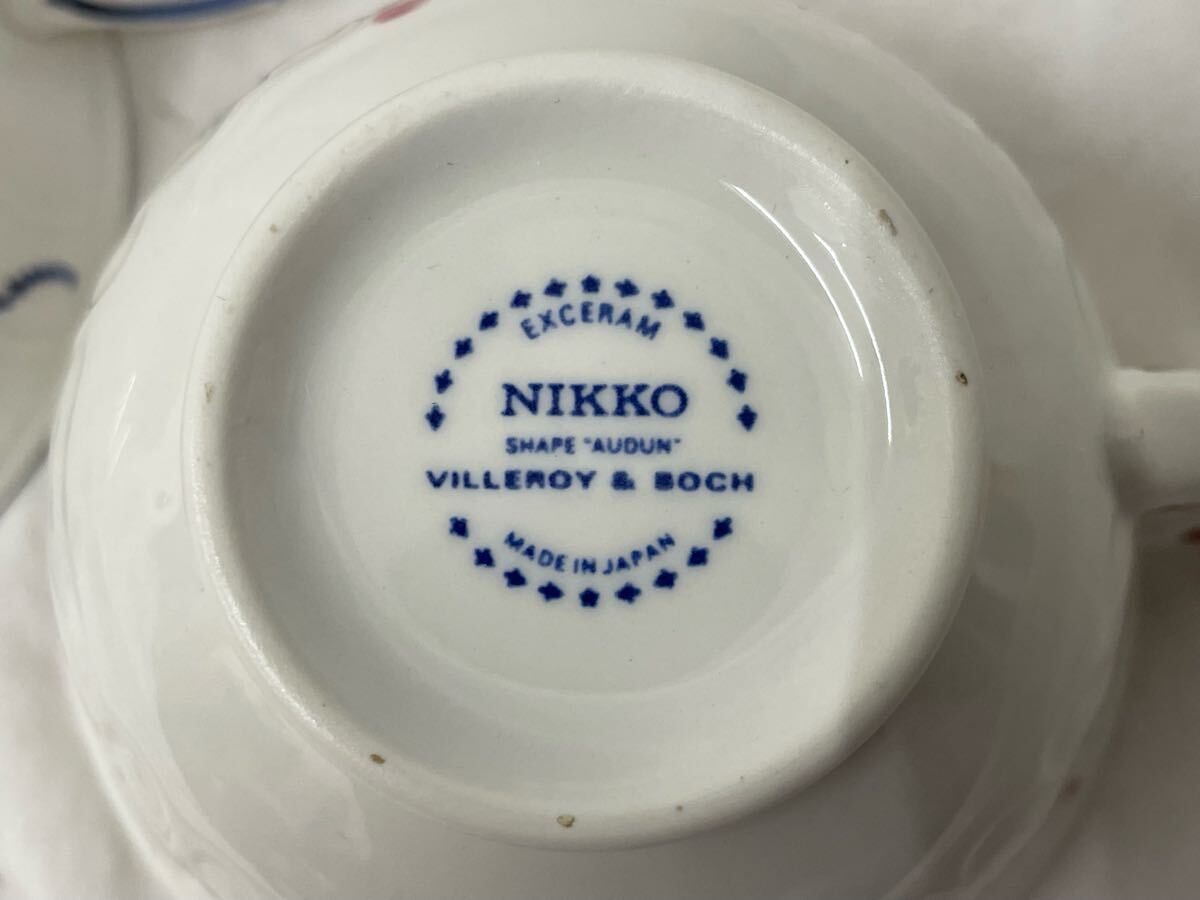 EXCERAM
NIKKO
SHAPE "AUDUN"
VILLEROY & BOCH
MADE IN JAPAN